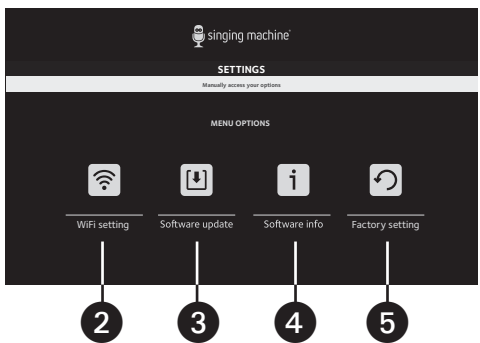 singing machine
SETTINGS
Manually access your options
MENU OPTIONS
i
WiFi setting Software update Software info Factory setting
2 3 4 5